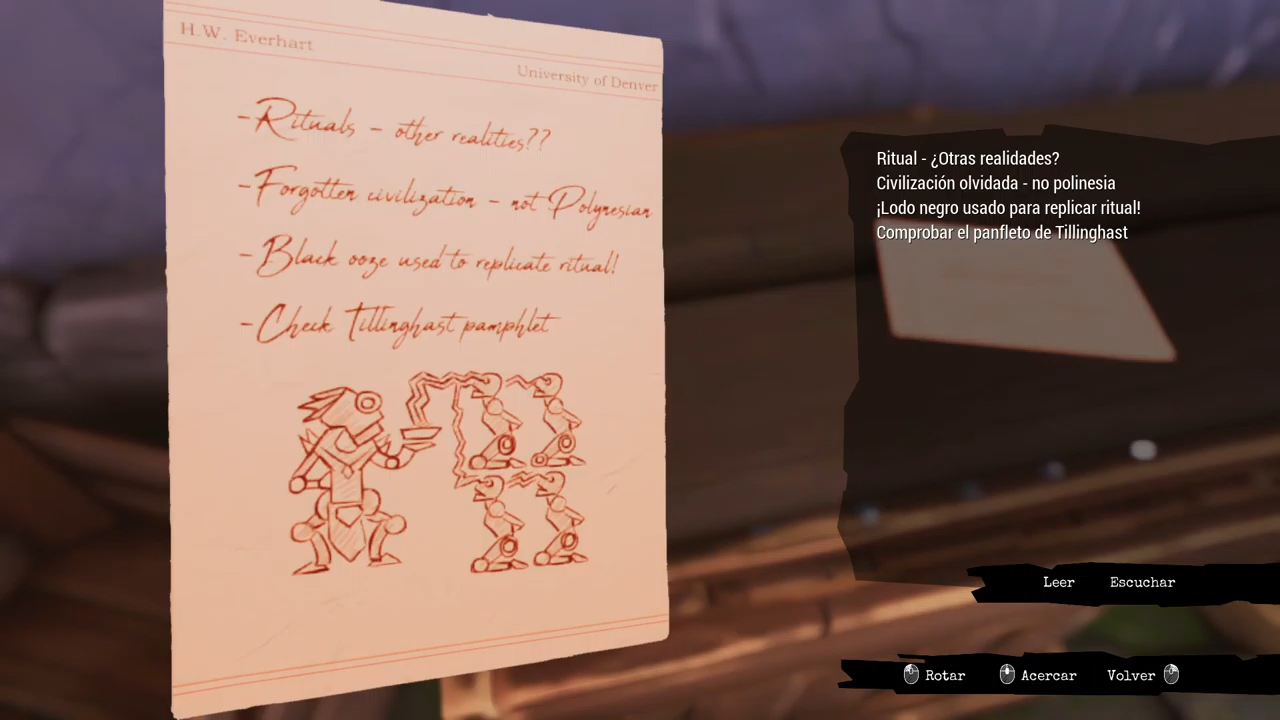 H.W. Everhart
University of Denver
-Rituals - other realities??
-Forgotten civilization - not Polynesian
-Black ooze used to replicate ritual!
-Check Tillinghast pamphlet
Ritual - ¿Otras realidades?
Civilización olvidada - no polinesia
¡Lodo negro usado para replicar ritual!
Comprobar el panfleto de Tillinghast
Leer Escuchar
Rotar Acercar Volver